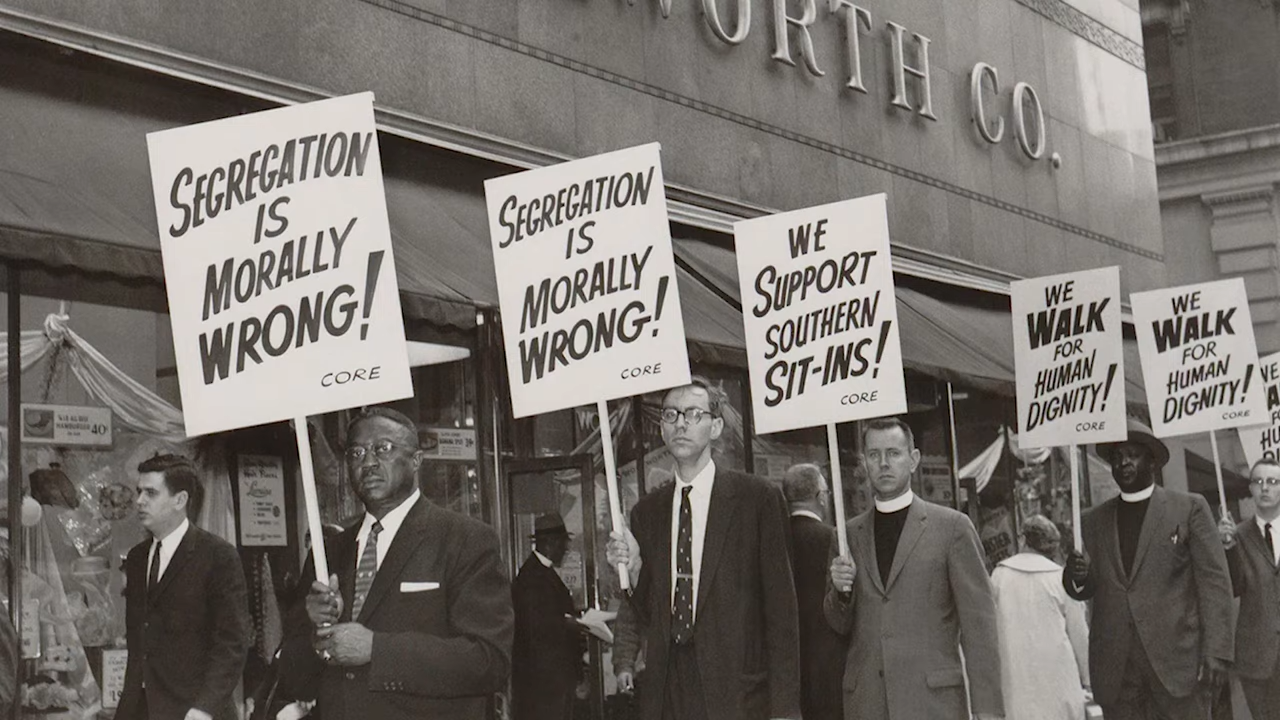 WORTH CO.
SEGREGATION
IS
MORALLY
WRONG!
CORE
SEGREGATION
IS
MORALLY
WRONG!
CORE
WE
SUPPORT
SOUTHERN
SIT-INS!
CORE
WE
WALK
FOR
HUMAN
DIGNITY!
CORE
WE
WALK
FOR
HUMAN
DIGNITY!
CORE
40¢